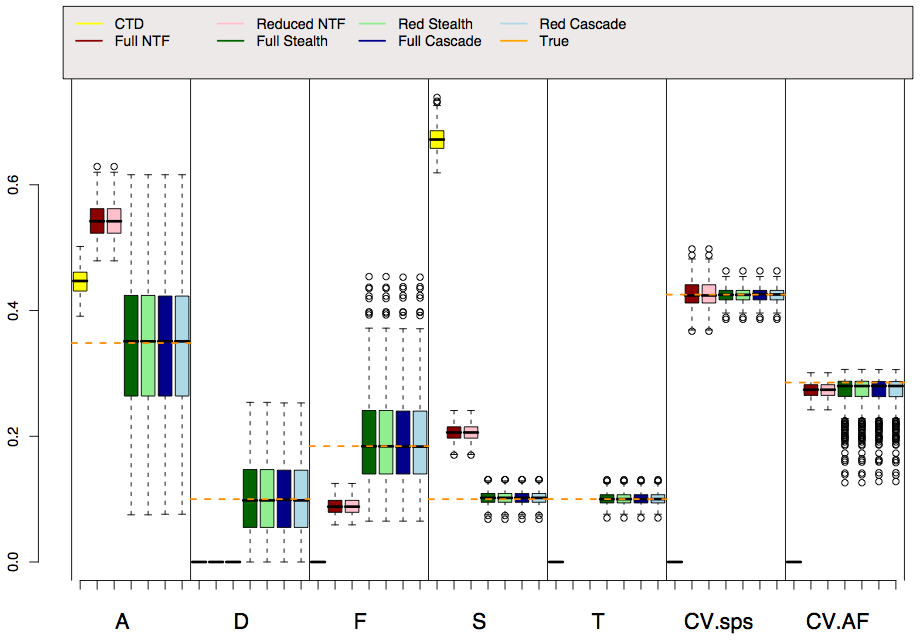 CTD Reduced NTF Red Stealth Red Cascade
Full NTF Full Stealth Full Cascade True
0.6
0.4
0.2
0.0
A D F S T CV.sps CV.AF